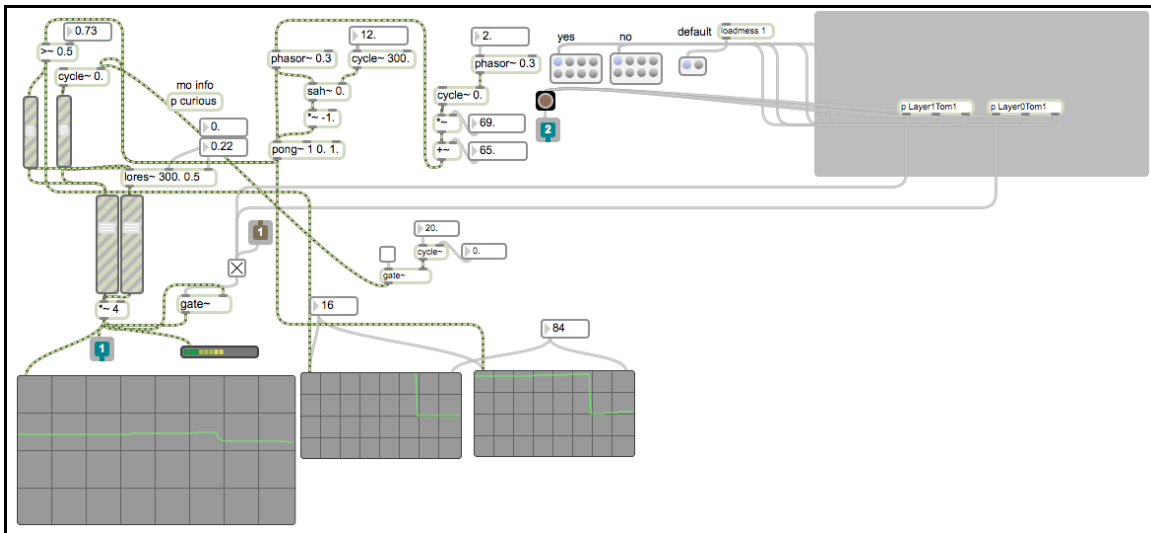 0.73
>~ 0.5
cycle~ 0.
mo info
p curious
0.
0.22
lores~ 300. 0.5
12.
phasor~ 0.3
cycle~ 300.
sah~ 0.
*~ -1.
pong~ 1 0. 1.
2.
phasor~ 0.3
cycle~ 0.
*~
69.
+~
65.
yes
no
default
loadmess 1
2
p Layer1Tom1
p Layer0Tom1
1
20.
cycle~
0.
gate~
*~ 4
gate~
16
84
1